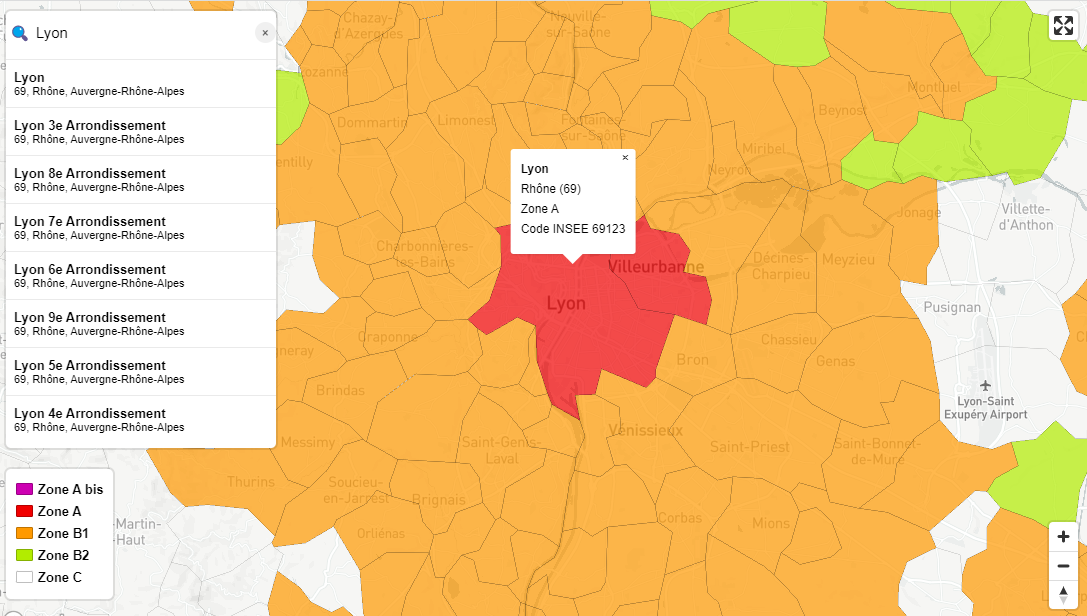 Lyon
×
Lyon
69, Rhône, Auvergne-Rhône-Alpes
Lyon 3e Arrondissement
69, Rhône, Auvergne-Rhône-Alpes
Lyon 8e Arrondissement
69, Rhône, Auvergne-Rhône-Alpes
Lyon 7e Arrondissement
69, Rhône, Auvergne-Rhône-Alpes
Lyon 6e Arrondissement
69, Rhône, Auvergne-Rhône-Alpes
Lyon 9e Arrondissement
69, Rhône, Auvergne-Rhône-Alpes
Lyon 5e Arrondissement
69, Rhône, Auvergne-Rhône-Alpes
Lyon 4e Arrondissement
69, Rhône, Auvergne-Rhône-Alpes
Zone A bis
Zone A
Zone B1
Zone B2
Zone C
Chazay-
d'Azergues
Neuville-
sur-Saône
ozanne
Montluel
Dommartin
Limonest
Fontaines-
sur-Saône
Beynost
entilly
Miribel
Neyron
×
Lyon
Rhône (69)
Zone A
Code INSEE 69123
Jonage
Villette-
d'Anthon
Charbonnières-
les-Bains
Villeurbanne
Décines-
Charpieu
Meyzieu
Lyon
Pusignan
Craponne
Chassieu
gneray
Bron
Genas
Brindas
Lyon-Saint
Exupéry Airport
Messimy
Saint-Genis-
Laval
Vénissieux
Saint-Priest
Saint-Bonnet-
de-Mure
Thurins
Soucieu-
en-Jarrest
Brignais
-Martin-
-Haut
Orliénas
Corbas
Mions
+
−